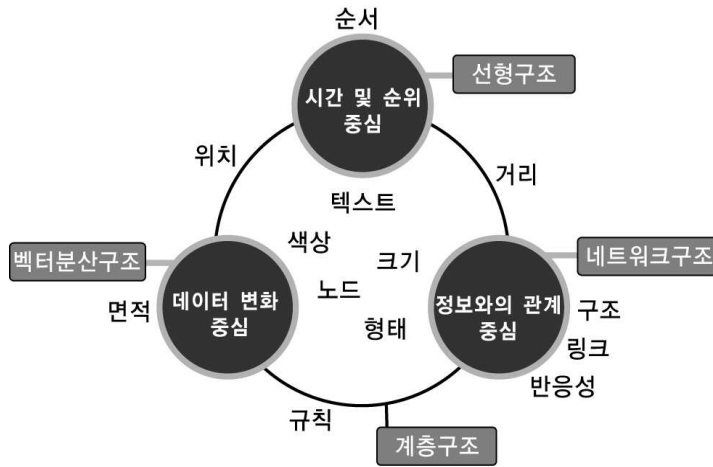 순서
선형구조
시간 및 순위
중심
위치
거리
텍스트
색상
크기
벡터분산구조
네트워크구조
노드
면적
데이터 변화
중심
정보와의 관계
중심
구조
형태
링크
반응성
규칙
계층구조